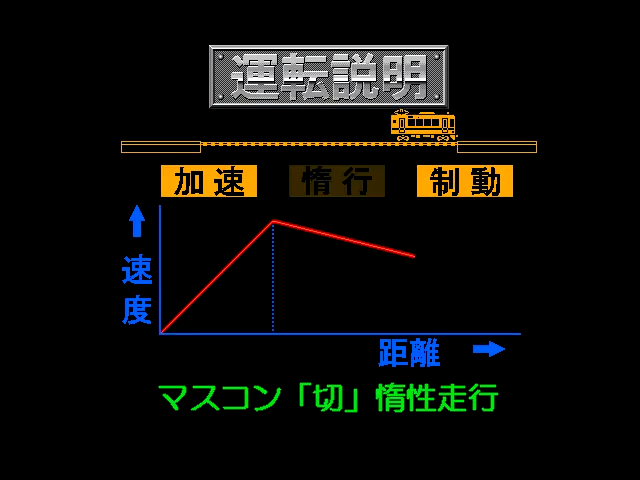 運転説明
加速 惰行 制動
速度
距離
マスコン「切」惰性走行